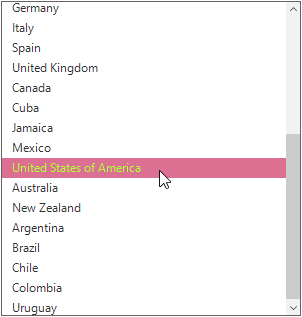 Germany
Italy
Spain
United Kingdom
Canada
Cuba
Jamaica
Mexico
United States of America
Australia
New Zealand
Argentina
Brazil
Chile
Colombia
Uruguay